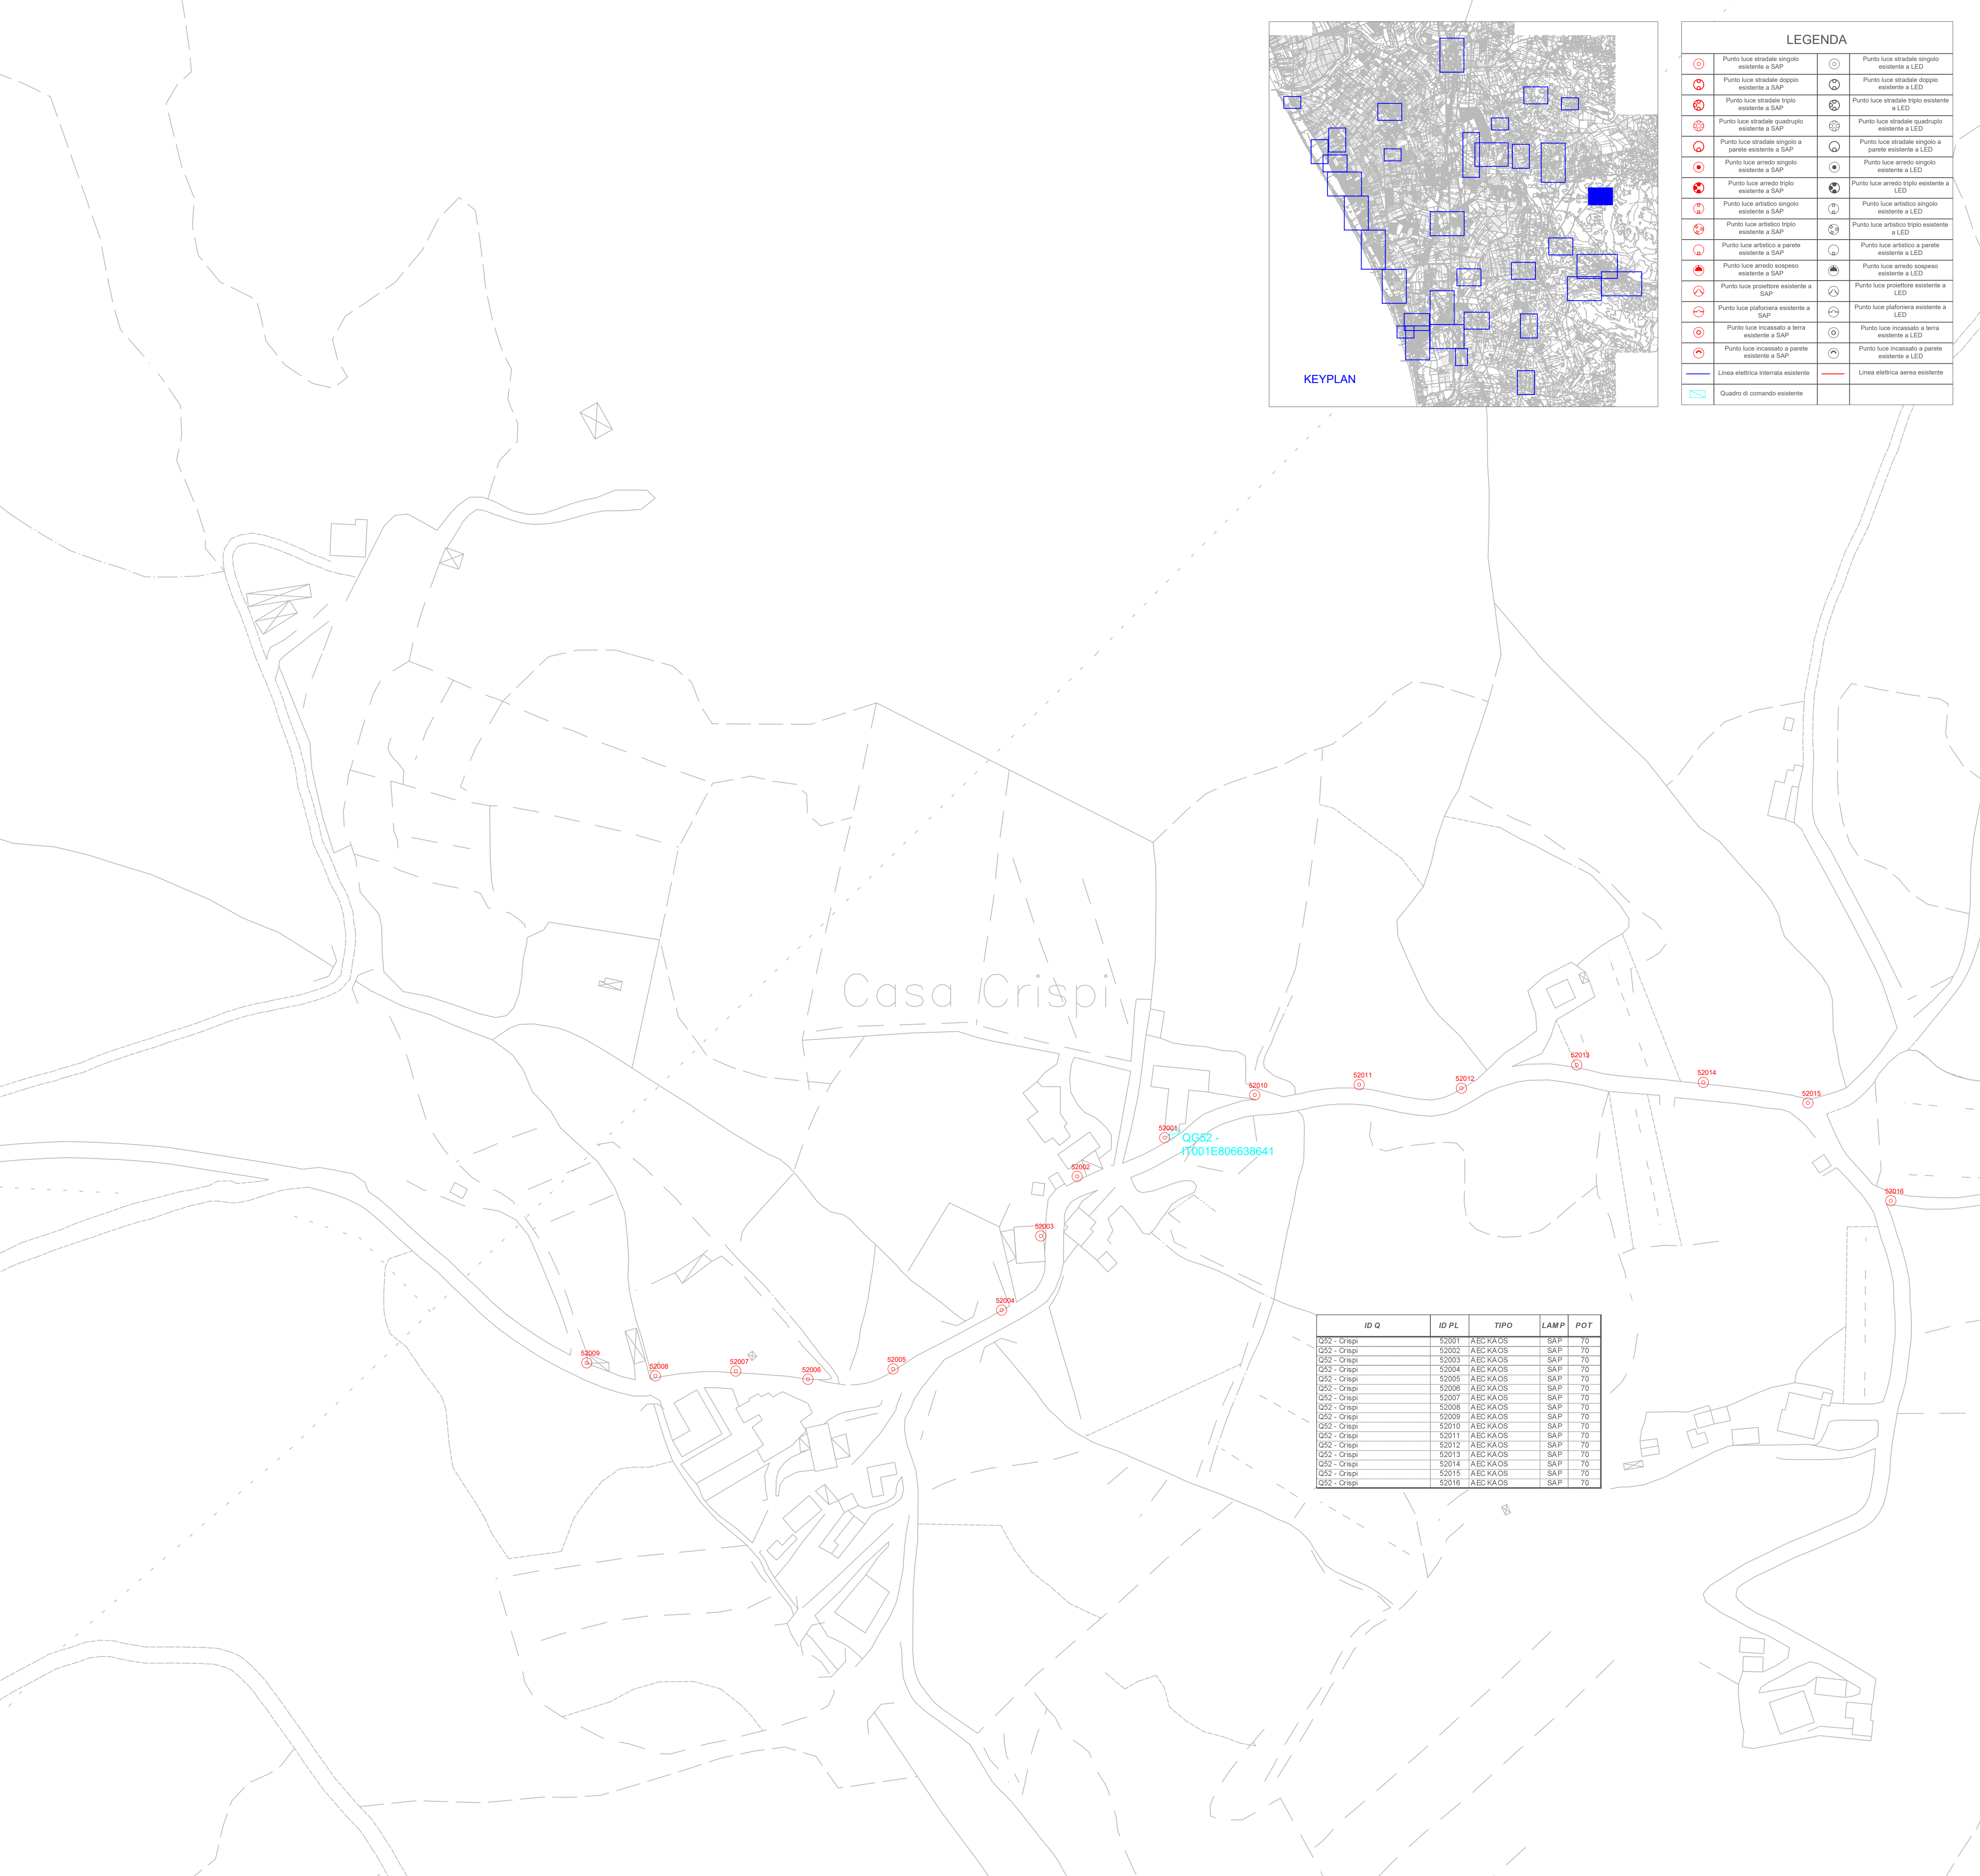 KEYPLAN
LEGENDA
Punto luce stradale singolo
esistente a SAP
Punto luce stradale singolo
esistente a LED
Punto luce stradale doppio
esistente a SAP
Punto luce stradale doppio
esistente a LED
Punto luce stradale triplo
esistente a SAP
Punto luce stradale triplo esistente
a LED
Punto luce stradale quadruplo
esistente a SAP
Punto luce stradale quadruplo
esistente a LED
Punto luce stradale singolo a
parete esistente a SAP
Punto luce stradale singolo a
parete esistente a LED
Punto luce arredo singolo
esistente a SAP
Punto luce arredo singolo
esistente a LED
Punto luce arredo triplo
esistente a SAP
Punto luce arredo triplo esistente a
LED
Punto luce artistico singolo
esistente a SAP
Punto luce artistico singolo
esistente a LED
Punto luce artistico triplo
esistente a SAP
Punto luce artistico triplo esistente
a LED
Punto luce artistico a parete
esistente a SAP
Punto luce artistico a parete
esistente a LED
Punto luce arredo sospeso
esistente a SAP
Punto luce arredo sospeso
esistente a LED
Punto luce proiettore esistente a
SAP
Punto luce proiettore esistente a
LED
Punto luce plafoniera esistente a
SAP
Punto luce plafoniera esistente a
LED
Punto luce incassato a terra
esistente a SAP
Punto luce incassato a terra
esistente a LED
Punto luce incassato a parete
esistente a SAP
Punto luce incassato a parete
esistente a LED
Linea elettrica interrata esistente
Linea elettrica aerea esistente
Quadro di comando esistente
Casa Crispi
52013
52014
52011
52012
52010
52015
52001
QG52 -
IT001E806638641
52002
52016
52003
52004
52009
52008
52007
52006
52005
ID Q ID PL TIPO LAMP POT
Q52 - Crispi 52001 AEC KAOS SAP 70
Q52 - Crispi 52002 AEC KAOS SAP 70
Q52 - Crispi 52003 AEC KAOS SAP 70
Q52 - Crispi 52004 AEC KAOS SAP 70
Q52 - Crispi 52005 AEC KAOS SAP 70
Q52 - Crispi 52006 AEC KAOS SAP 70
Q52 - Crispi 52007 AEC KAOS SAP 70
Q52 - Crispi 52008 AEC KAOS SAP 70
Q52 - Crispi 52009 AEC KAOS SAP 70
Q52 - Crispi 52010 AEC KAOS SAP 70
Q52 - Crispi 52011 AEC KAOS SAP 70
Q52 - Crispi 52012 AEC KAOS SAP 70
Q52 - Crispi 52013 AEC KAOS SAP 70
Q52 - Crispi 52014 AEC KAOS SAP 70
Q52 - Crispi 52015 AEC KAOS SAP 70
Q52 - Crispi 52016 AEC KAOS SAP 70